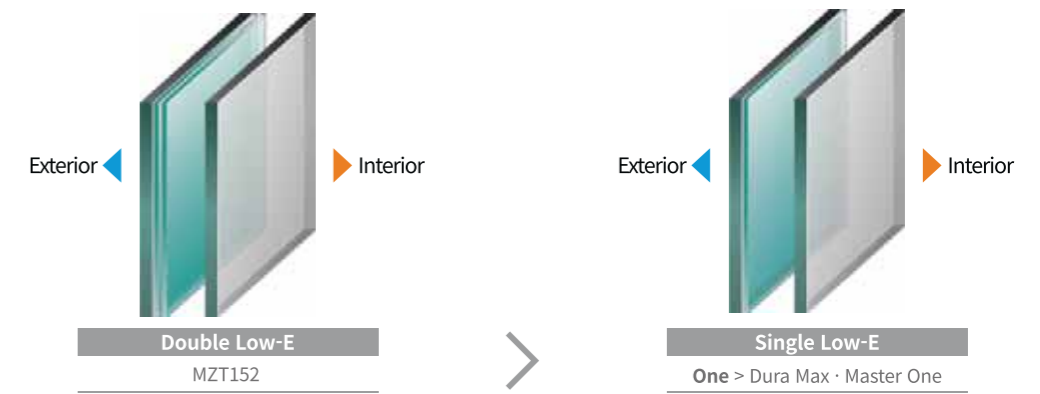 Exterior
Interior
Double Low-E
MZT152
Exterior
Interior
Single Low-E
One > Dura Max · Master One